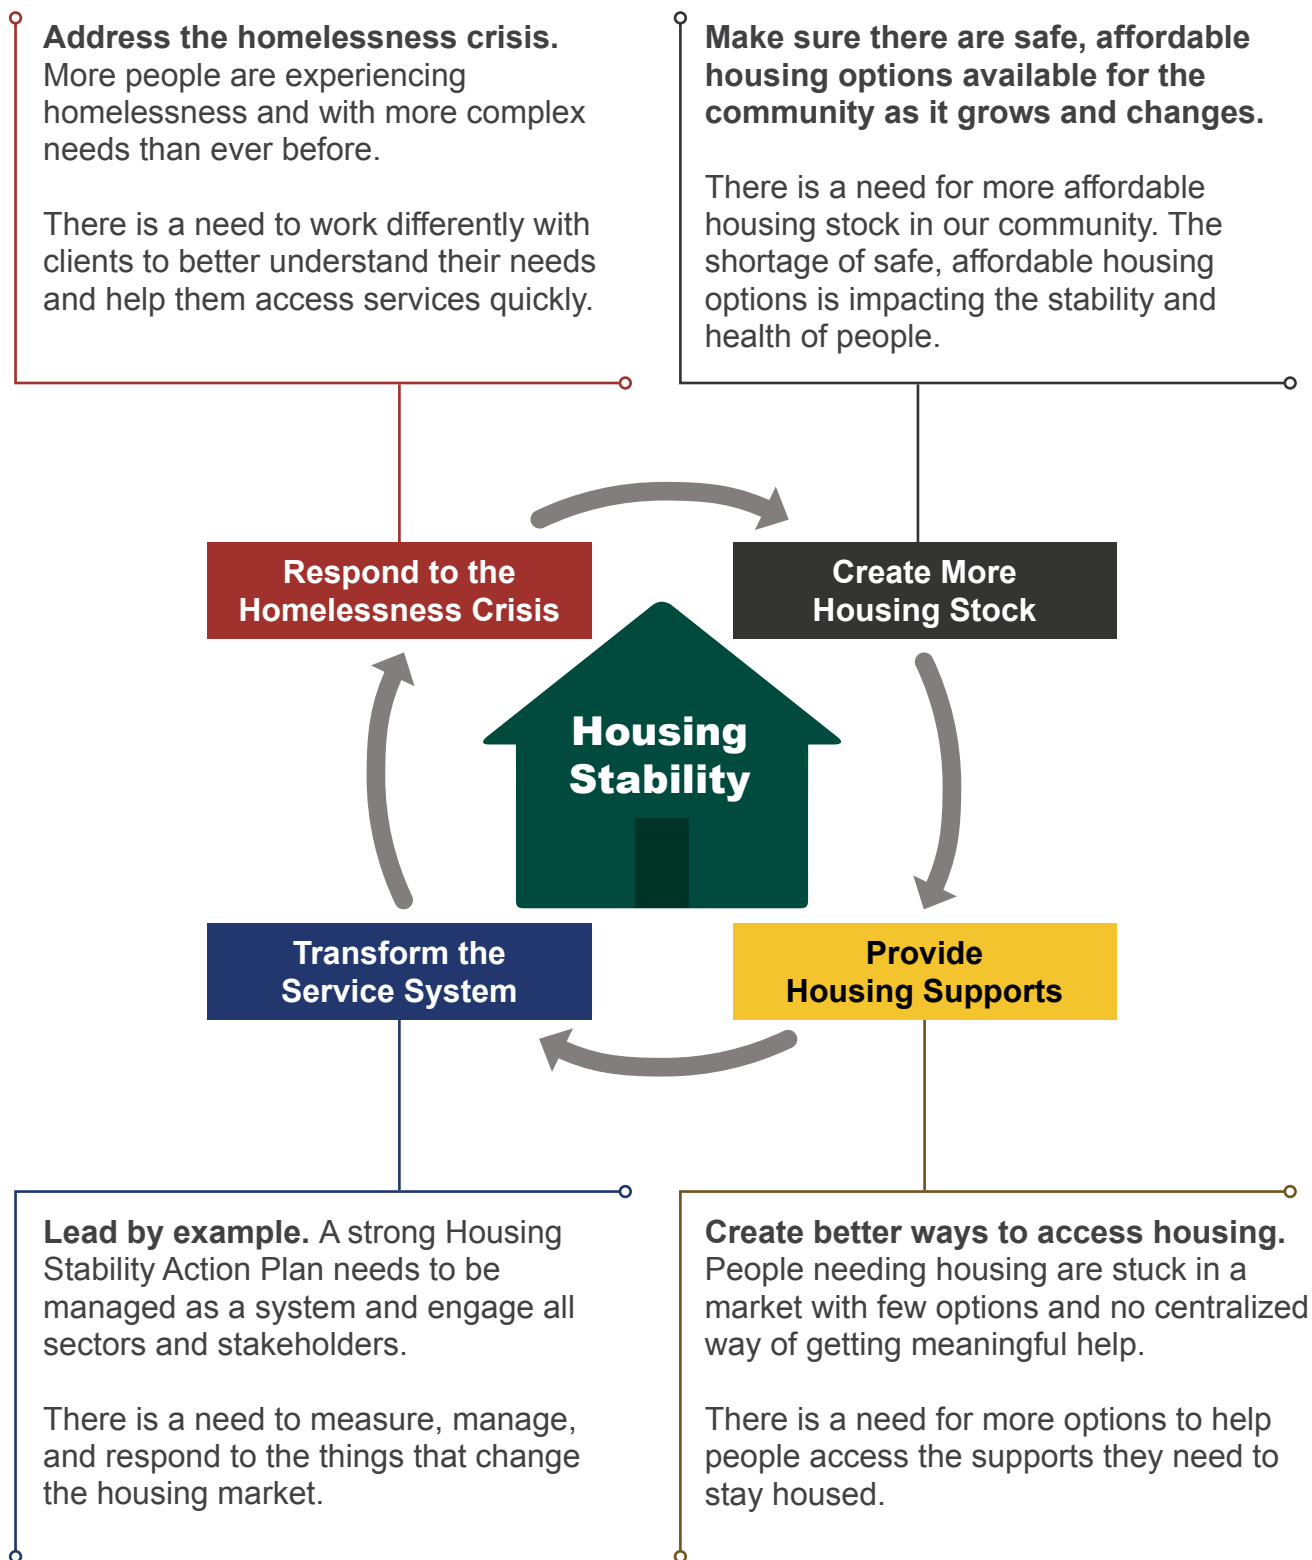 Address the homelessness crisis.
More people are experiencing
homelessness and with more complex
needs than ever before.
There is a need to work differently with
clients to better understand their needs
and help them access services quickly.
Make sure there are safe, affordable
housing options available for the
community as it grows and changes.
There is a need for more affordable
housing stock in our community. The
shortage of safe, affordable housing
options is impacting the stability and
health of people.
Respond to the
Homelessness Crisis
Create More
Housing Stock
Housing
Stability
Transform the
Service System
Provide
Housing Supports
Lead by example. A strong Housing
Stability Action Plan needs to be
managed as a system and engage all
sectors and stakeholders.
There is a need to measure, manage,
and respond to the things that change
the housing market.
Create better ways to access housing.
People needing housing are stuck in a
market with few options and no centralized
way of getting meaningful help.
There is a need for more options to help
people access the supports they need to
stay housed.